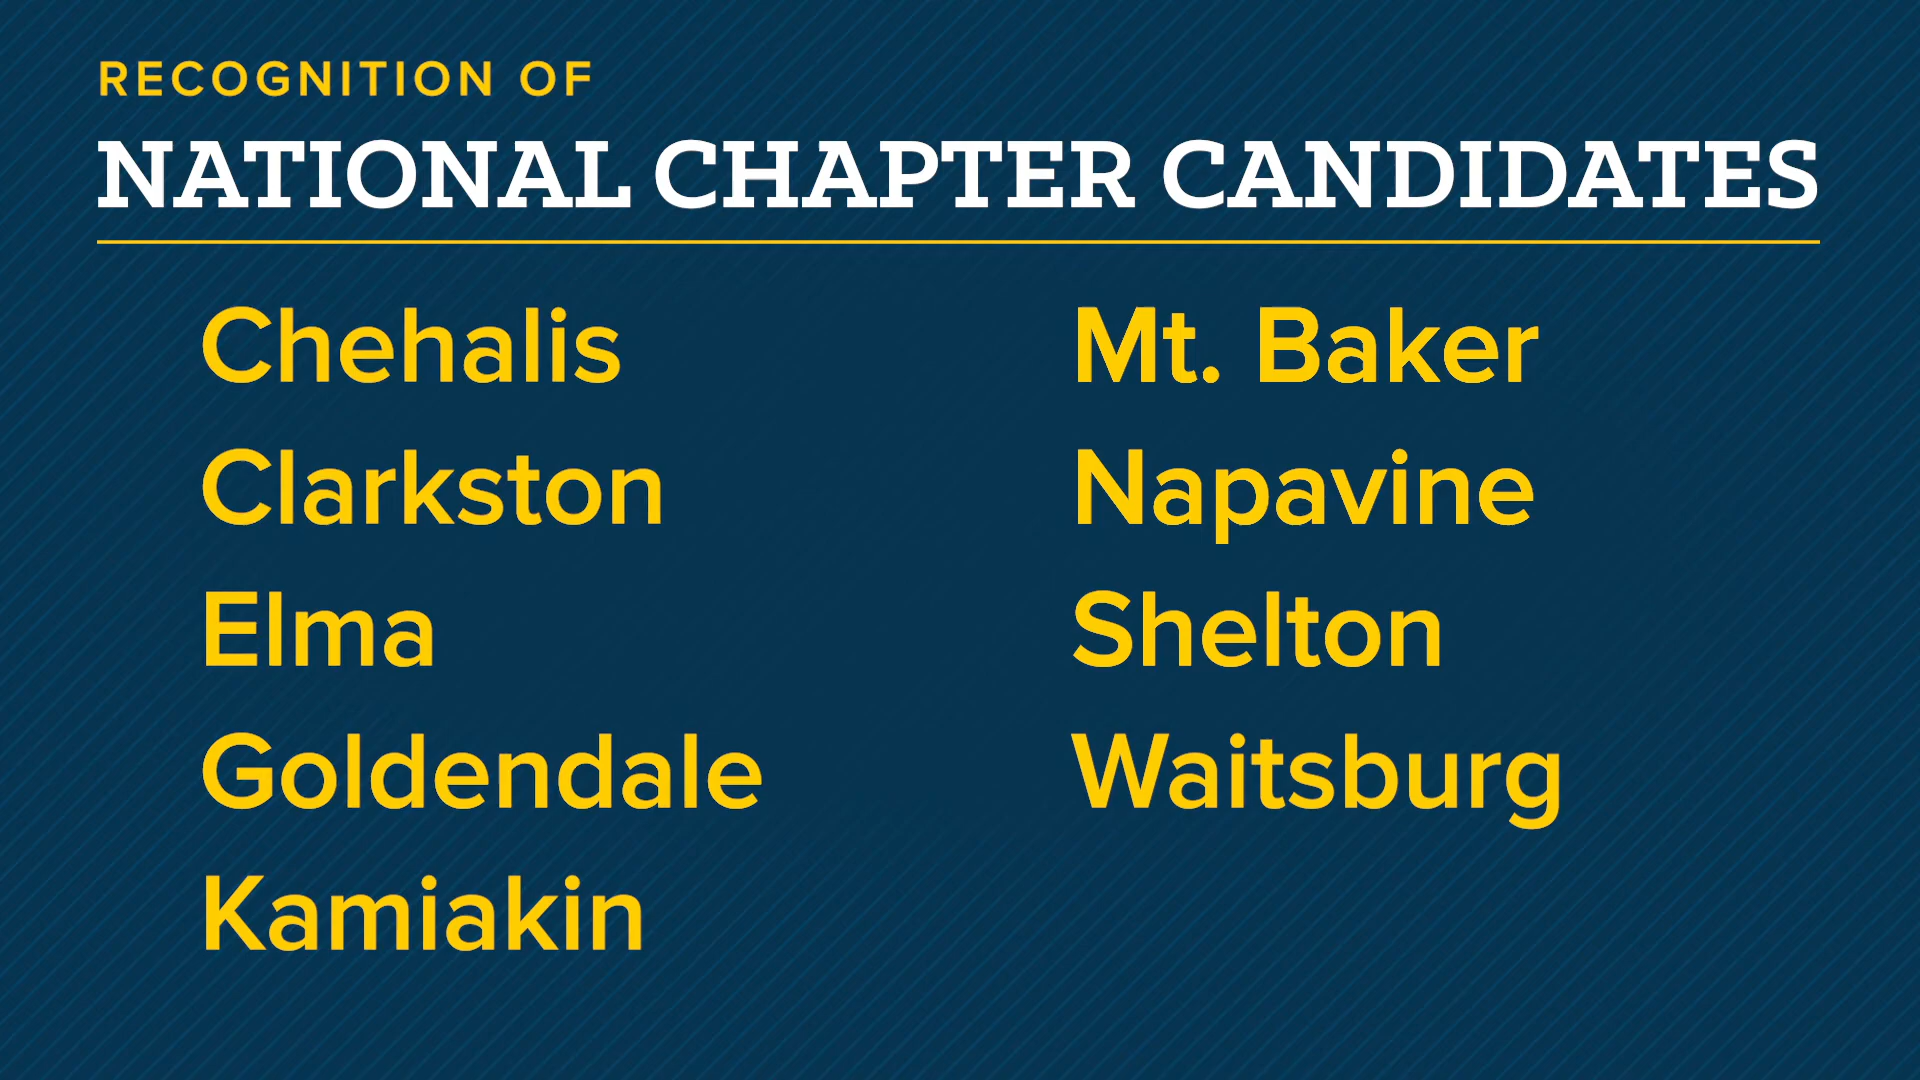 RECOGNITION OF
NATIONAL CHAPTER CANDIDATES
Chehalis
Clarkston
Elma
Goldendale
Kamiakin
Mt. Baker
Napavine
Shelton
Waitsburg